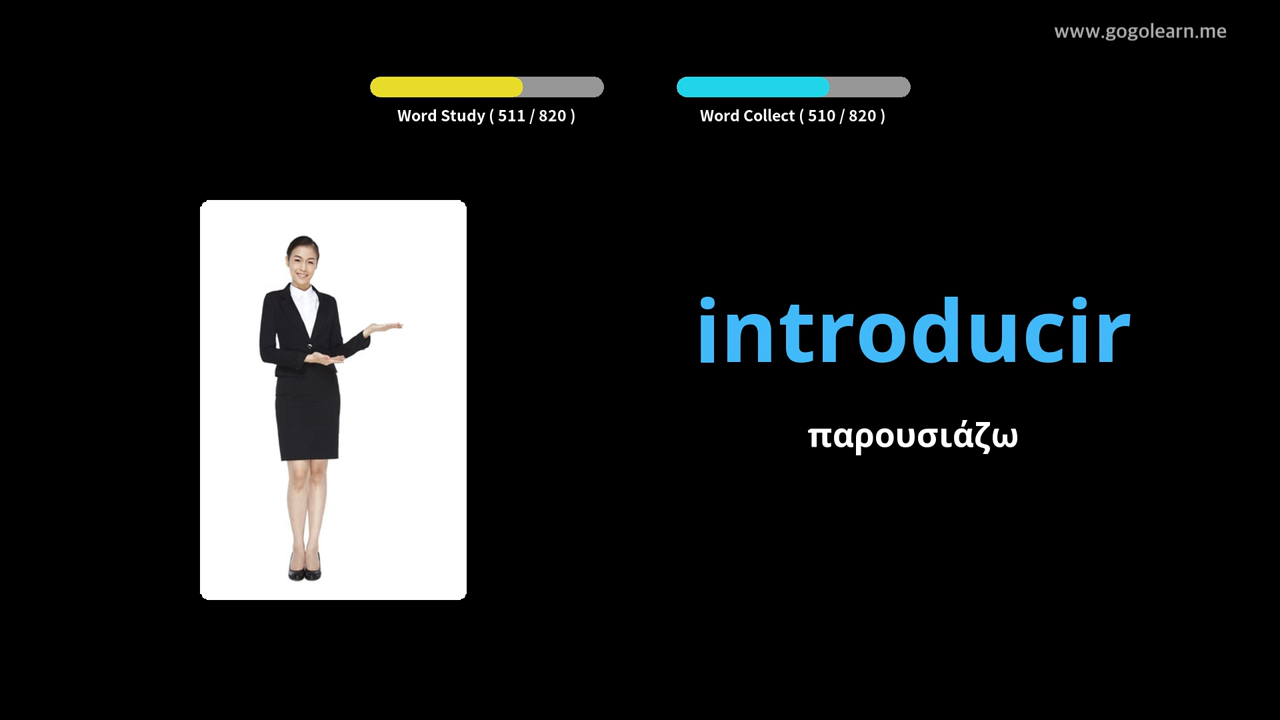 www.gogolearn.me
Word Study ( 511 / 820 )
Word Collect ( 510 / 820 )
introducir
παρουσιάζω